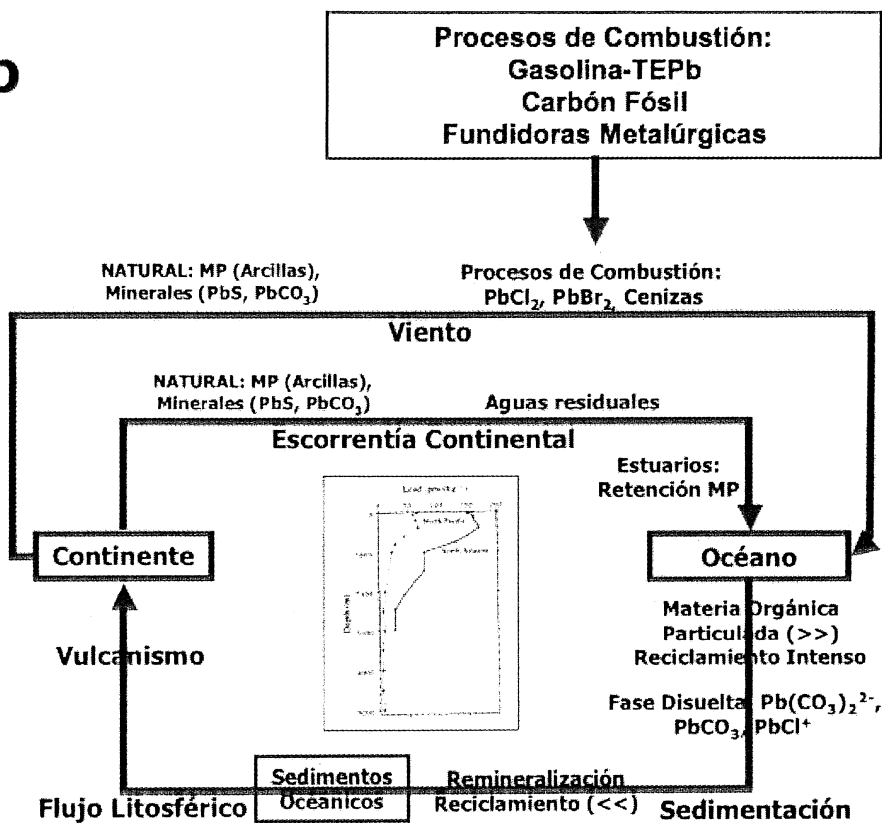 b
Procesos de Combustión:
Gasolina-TEPb
Carbón Fósil
Fundidoras Metalúrgicas
NATURAL: MP (Arcillas),
Minerales (PbS, PbCO₃)
Procesos de Combustión:
PbCl₂, PbBr₂, Cenizas
Viento
NATURAL: MP (Arcillas),
Minerales (PbS, PbCO₃)
Aguas residuales
Escorrentía Continental
Estuarios:
Retención MP
North Pacific
North Atlantic
Depth (m)
Continente
Océano
Materia Orgánica
Particulada (>>)
Reciclamiento Intenso
Vulcanismo
Fase Disuelta: Pb(CO₃)₂²⁻,
PbCO₃, PbCl⁺
Sedimentos
Océanicos
Remineralización
Reciclamiento (<<)
Flujo Litosférico
Sedimentación